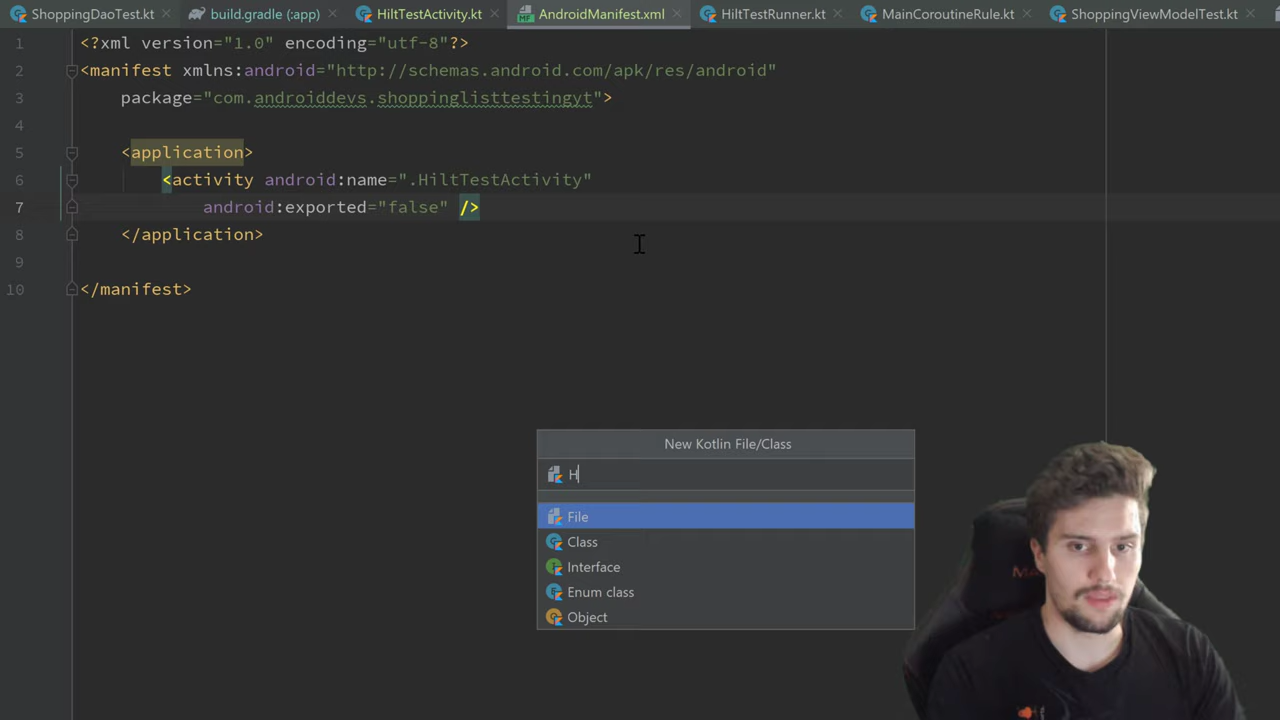 ShoppingDaoTest.kt
build.gradle (:app)
HiltTestActivity.kt
AndroidManifest.xml
HiltTestRunner.kt
MainCoroutineRule.kt
ShoppingViewModelTest.kt
1 <?xml version="1.0" encoding="utf-8"?>
2 <manifest xmlns:android="http://schemas.android.com/apk/res/android"
3 package="com.androiddevs.shoppinglisttestingyt">
4
5 <application>
6 <activity android:name=".HiltTestActivity"
7 android:exported="false" />
8 </application>
9
10 </manifest>
New Kotlin File/Class
H
File
Class
Interface
Enum class
Object